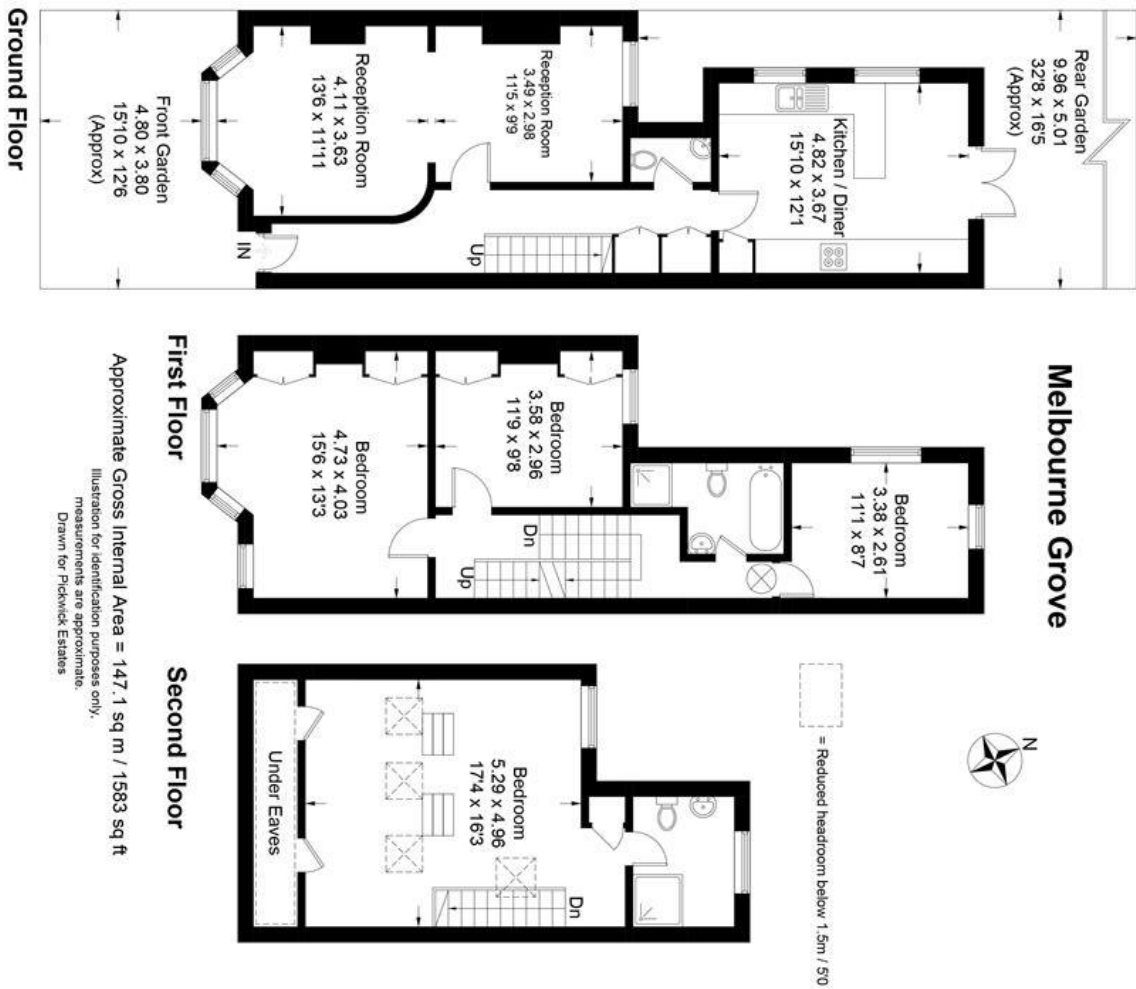 Melbourne Grove
N
= Reduced headroom below 1.5m / 5'0
Rear Garden
9.96 x 5.01
32'8 x 16'5
(Approx)
Kitchen / Diner
4.82 x 3.67
15'10 x 12'1
Reception Room
3.49 x 2.98
11'5 x 9'9
Reception Room
4.11 x 3.63
13'6 x 11'11
Up
IN
Front Garden
4.80 x 3.80
15'10 x 12'6
(Approx)
Ground Floor
Bedroom
3.38 x 2.61
11'1 x 8'7
Bedroom
3.58 x 2.96
11'9 x 9'8
Dn
Up
Bedroom
4.73 x 4.03
15'6 x 13'3
First Floor
Dn
Bedroom
5.29 x 4.96
17'4 x 16'3
Under Eaves
Second Floor
Approximate Gross Internal Area = 147.1 sq m / 1583 sq ft
Illustration for identification purposes only,
measurements are approximate.
Drawn for Pickwick Estates